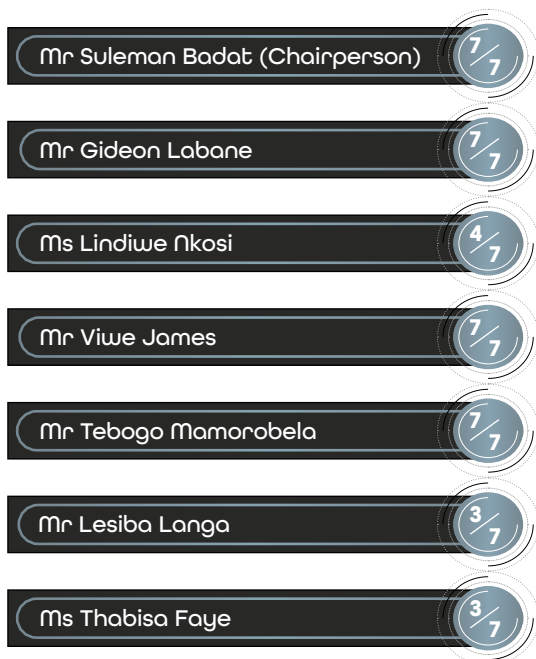 Mr Suleman Badat (Chairperson) 7/7
Mr Gideon Labane 7/7
Ms Lindiwe Nkosi 4/7
Mr Viwe James 7/7
Mr Tebogo Mamorobela 7/7
Mr Lesiba Langa 3/7
Ms Thabisa Faye 3/7